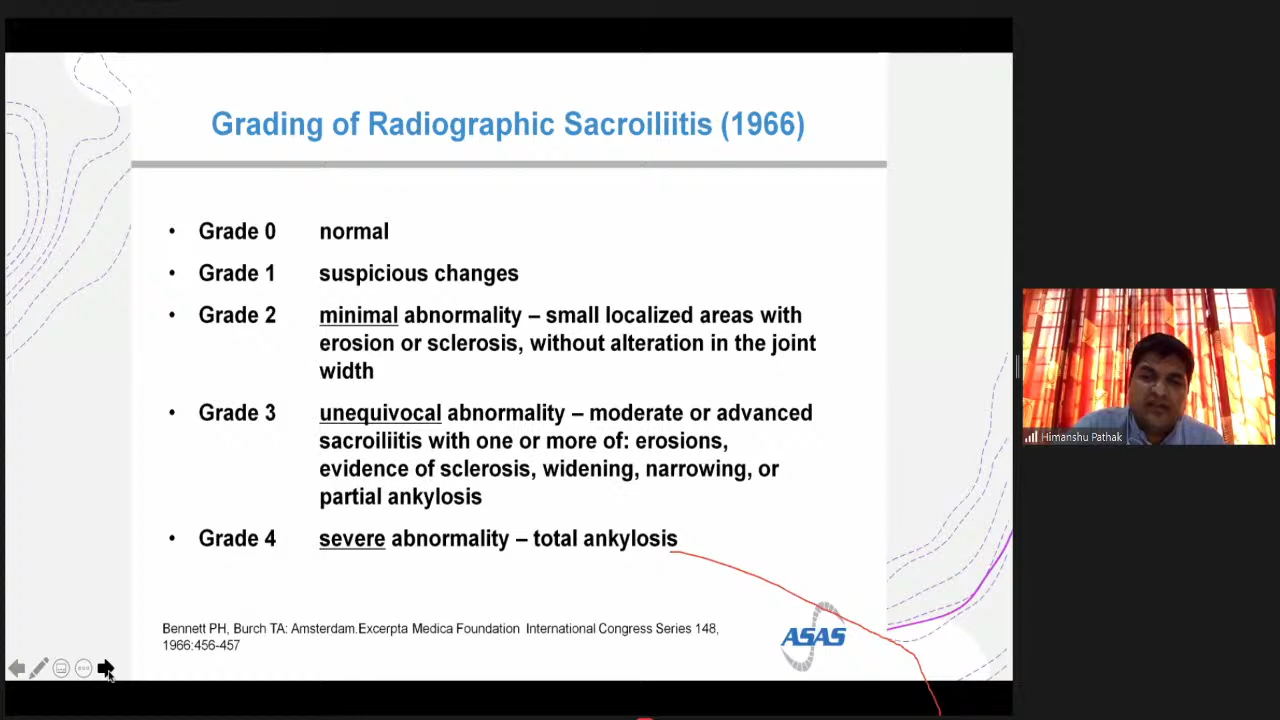 Grading of Radiographic Sacroiliitis (1966)
• Grade 0 normal
• Grade 1 suspicious changes
• Grade 2 minimal abnormality – small localized areas with
erosion or sclerosis, without alteration in the joint
width
• Grade 3 unequivocal abnormality – moderate or advanced
sacroiliitis with one or more of: erosions,
evidence of sclerosis, widening, narrowing, or
partial ankylosis
• Grade 4 severe abnormality – total ankylosis
Bennett PH, Burch TA: Amsterdam.Excerpta Medica Foundation International Congress Series 148,
1966:456-457
ASAS
Himanshu Pathak